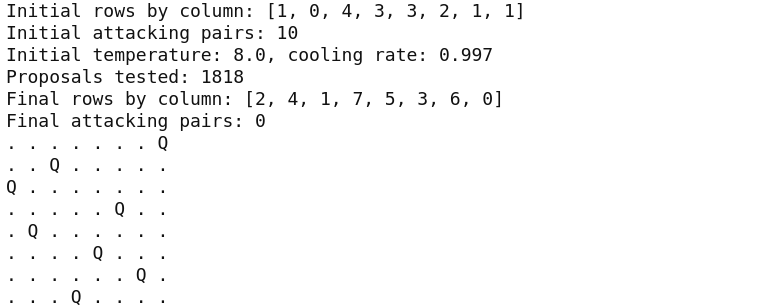 Initial rows by column: [1, 0, 4, 3, 3, 2, 1, 1]
Initial attacking pairs: 10
Initial temperature: 8.0, cooling rate: 0.997
Proposals tested: 1818
Final rows by column: [2, 4, 1, 7, 5, 3, 6, 0]
Final attacking pairs: 0
. . . . . . . Q
. . Q . . . . .
Q . . . . . . .
. . . . . Q . .
. Q . . . . . .
. . . . Q . . .
. . . . . . Q .
. . . Q . . . .